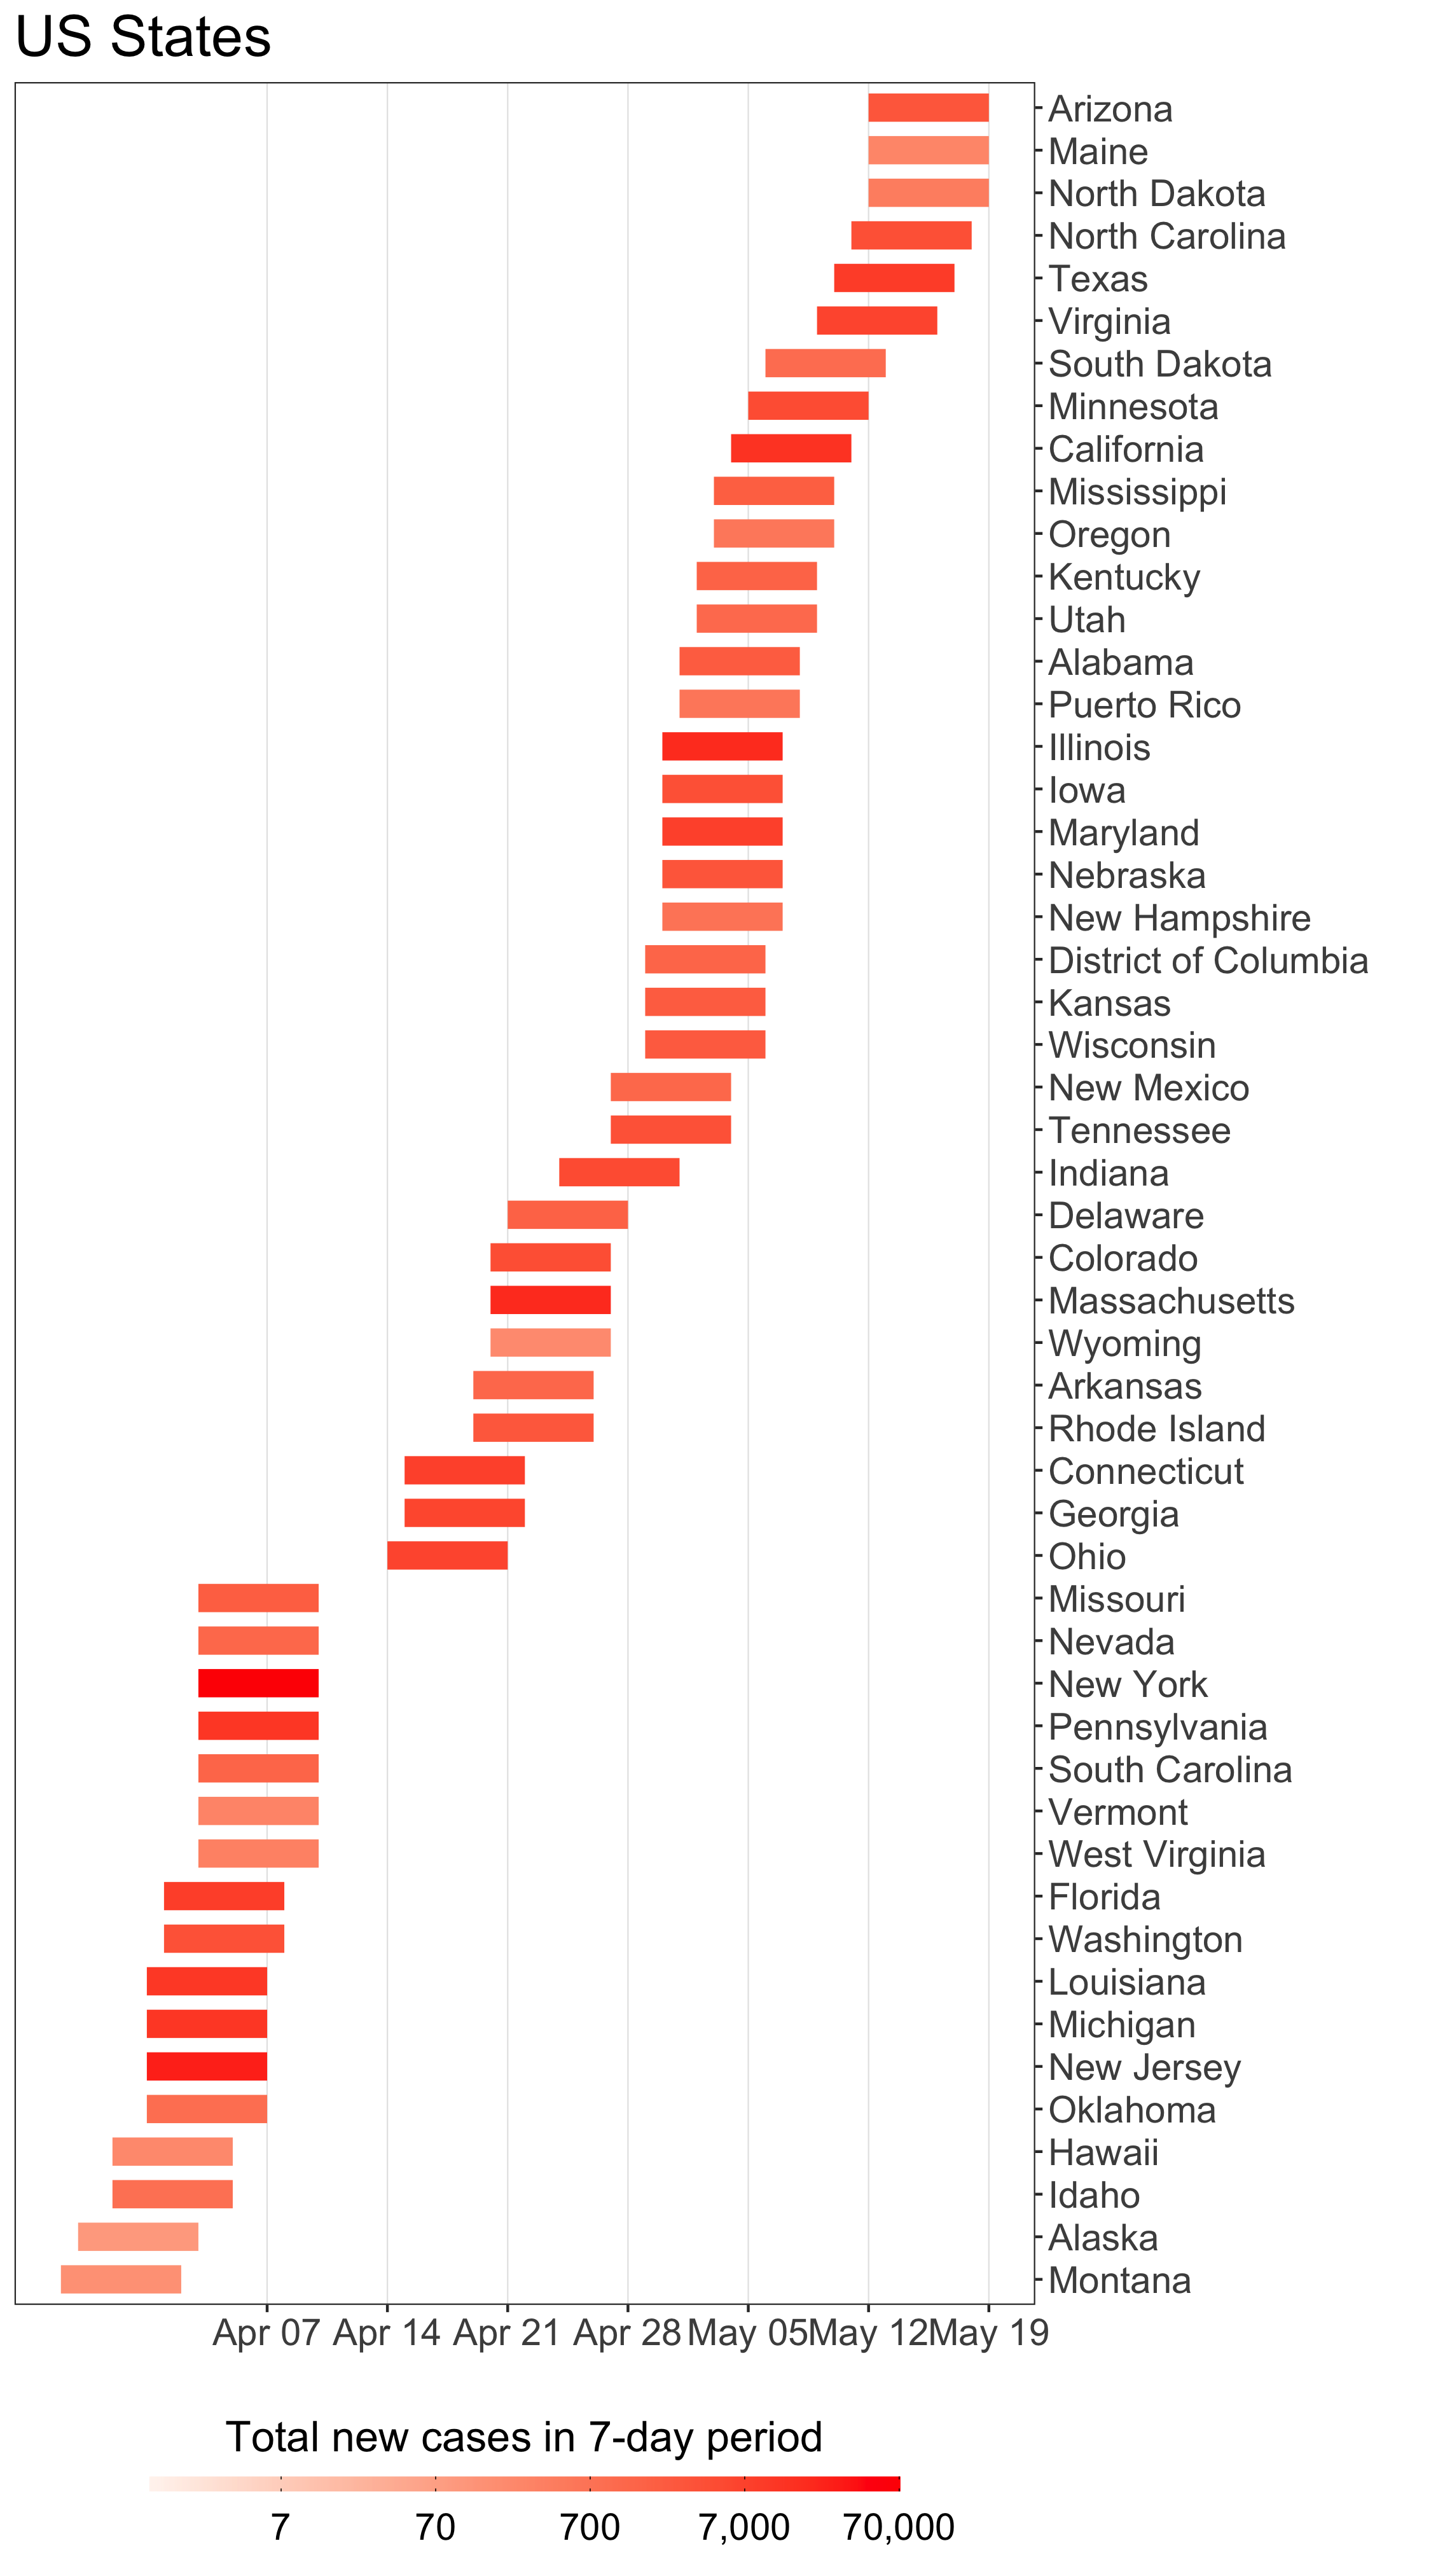 US States
Arizona
Maine
North Dakota
North Carolina
Texas
Virginia
South Dakota
Minnesota
California
Mississippi
Oregon
Kentucky
Utah
Alabama
Puerto Rico
Illinois
Iowa
Maryland
Nebraska
New Hampshire
District of Columbia
Kansas
Wisconsin
New Mexico
Tennessee
Indiana
Delaware
Colorado
Massachusetts
Wyoming
Arkansas
Rhode Island
Connecticut
Georgia
Ohio
Missouri
Nevada
New York
Pennsylvania
South Carolina
Vermont
West Virginia
Florida
Washington
Louisiana
Michigan
New Jersey
Oklahoma
Hawaii
Idaho
Alaska
Montana
Apr 07 Apr 14 Apr 21 Apr 28 May 05 May 12 May 19
Total new cases in 7-day period
7 70 700 7,000 70,000